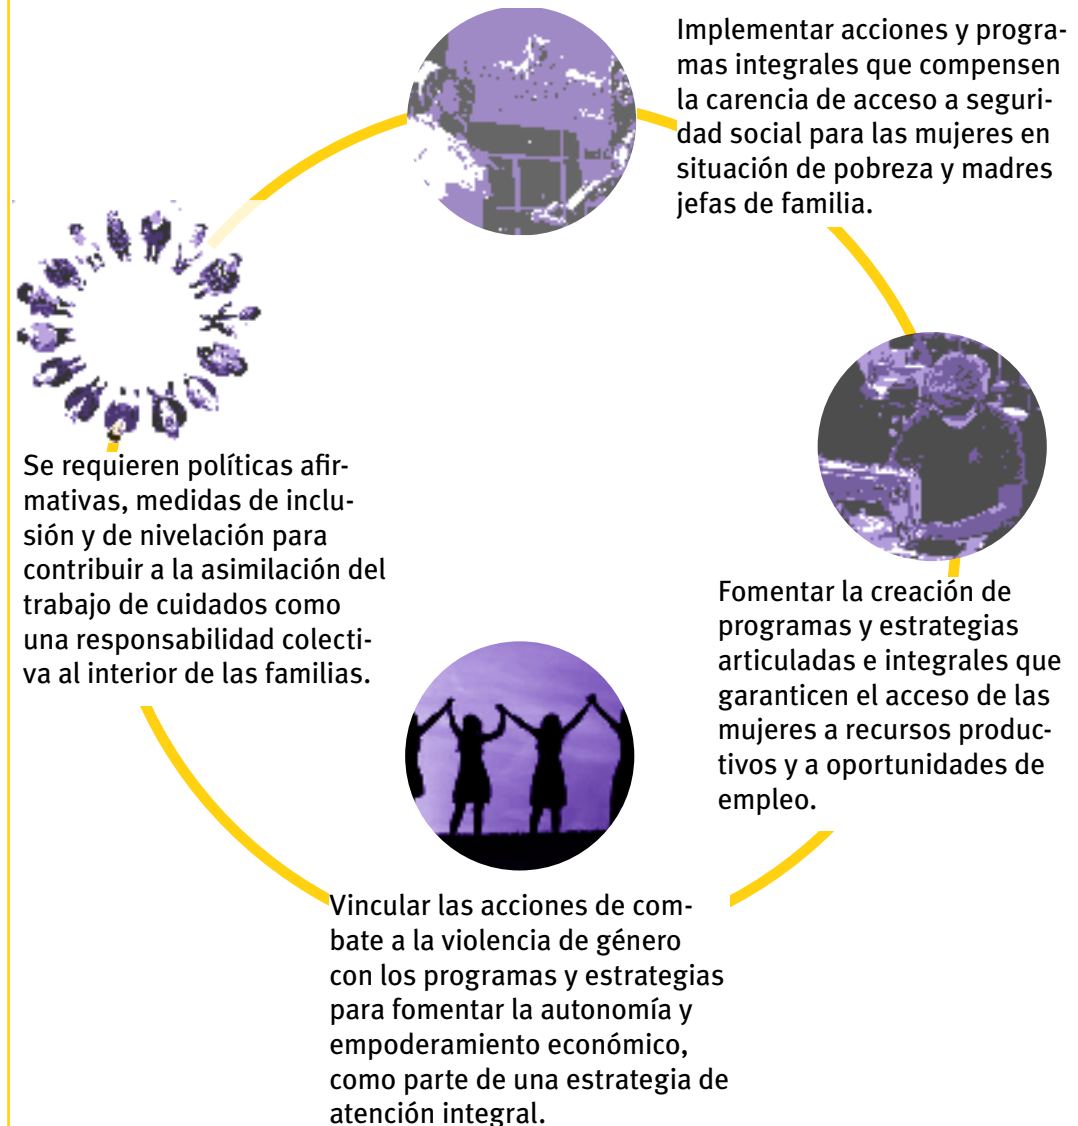 Implementar acciones y progra-
mas integrales que compensen
la carencia de acceso a seguri-
dad social para las mujeres en
situación de pobreza y madres
jefas de familia.
Fomentar la creación de
programas y estrategias
articuladas e integrales que
garanticen el acceso de las
mujeres a recursos produc-
tivos y a oportunidades de
empleo.
Vincular las acciones de com-
bate a la violencia de género
con los programas y estrategias
para fomentar la autonomía y
empoderamiento económico,
como parte de una estrategia de
atención integral.
Se requieren políticas afir-
mativas, medidas de inclu-
sión y de nivelación para
contribuir a la asimilación del
trabajo de cuidados como
una responsabilidad colecti-
va al interior de las familias.